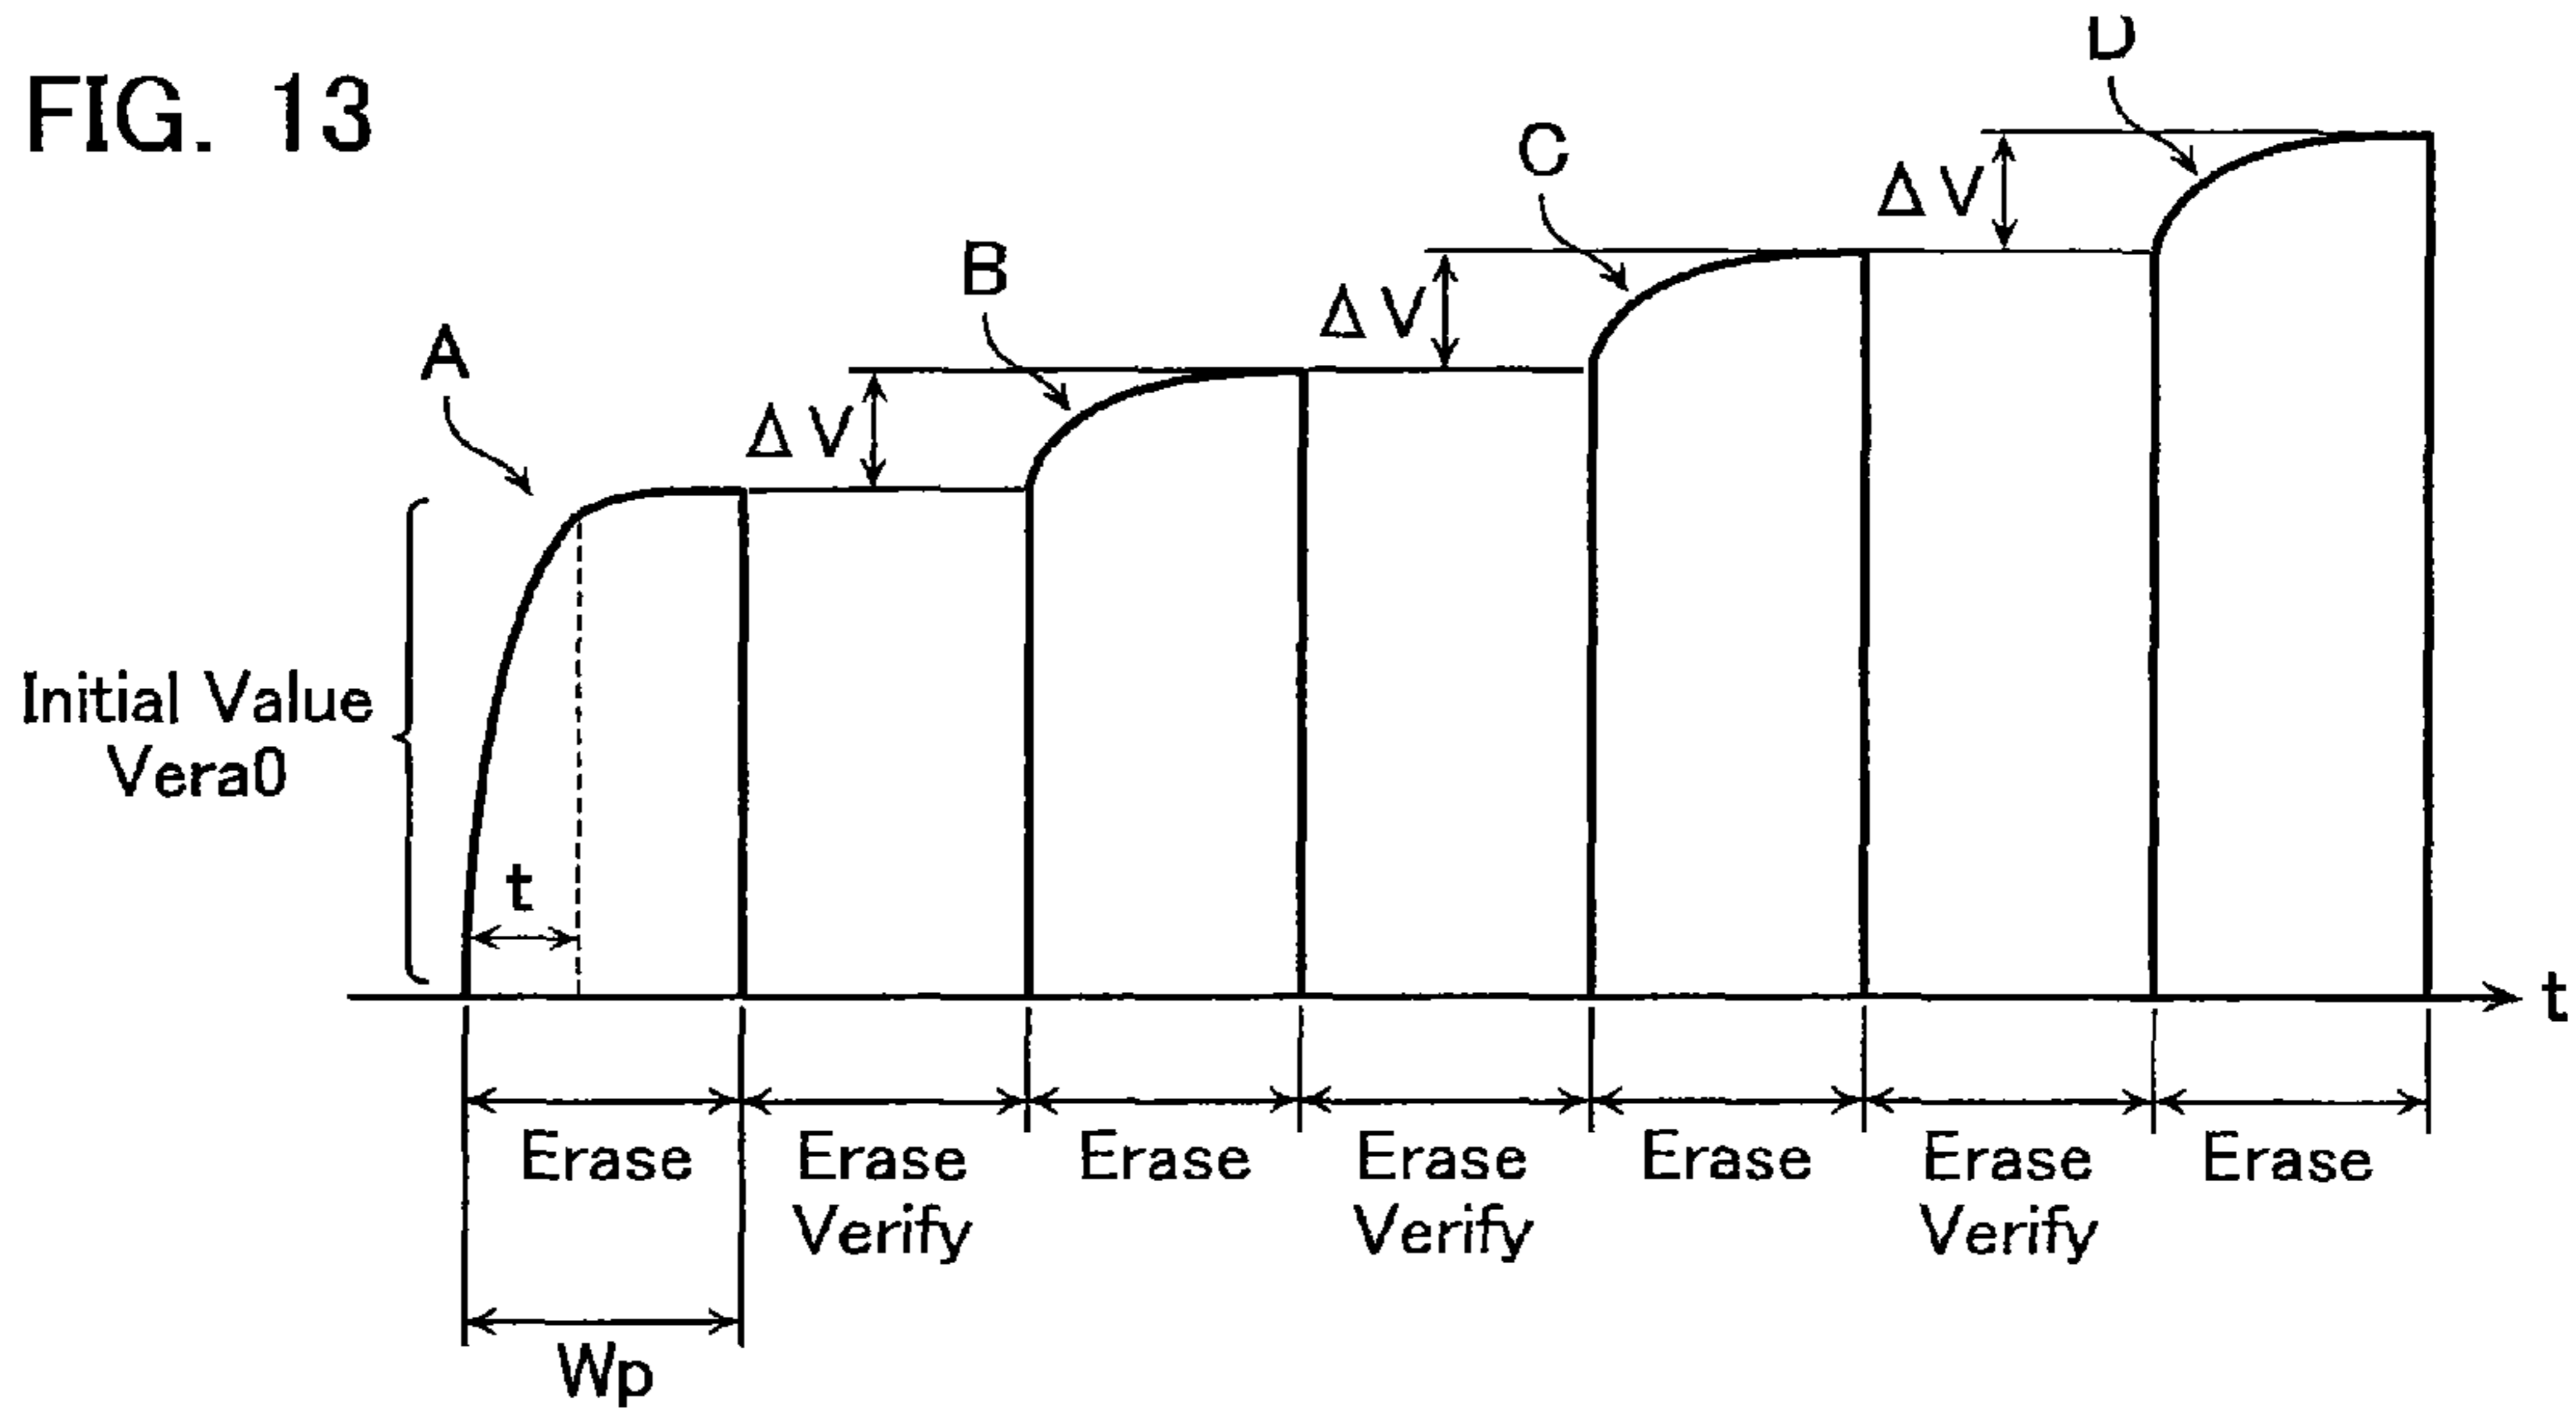 FIG. 13
D
C
ΔV
B
ΔV
A
ΔV
Initial Value
Vera0
t
t
Erase
Erase
Verify
Erase
Erase
Verify
Erase
Erase
Verify
Erase
Wp